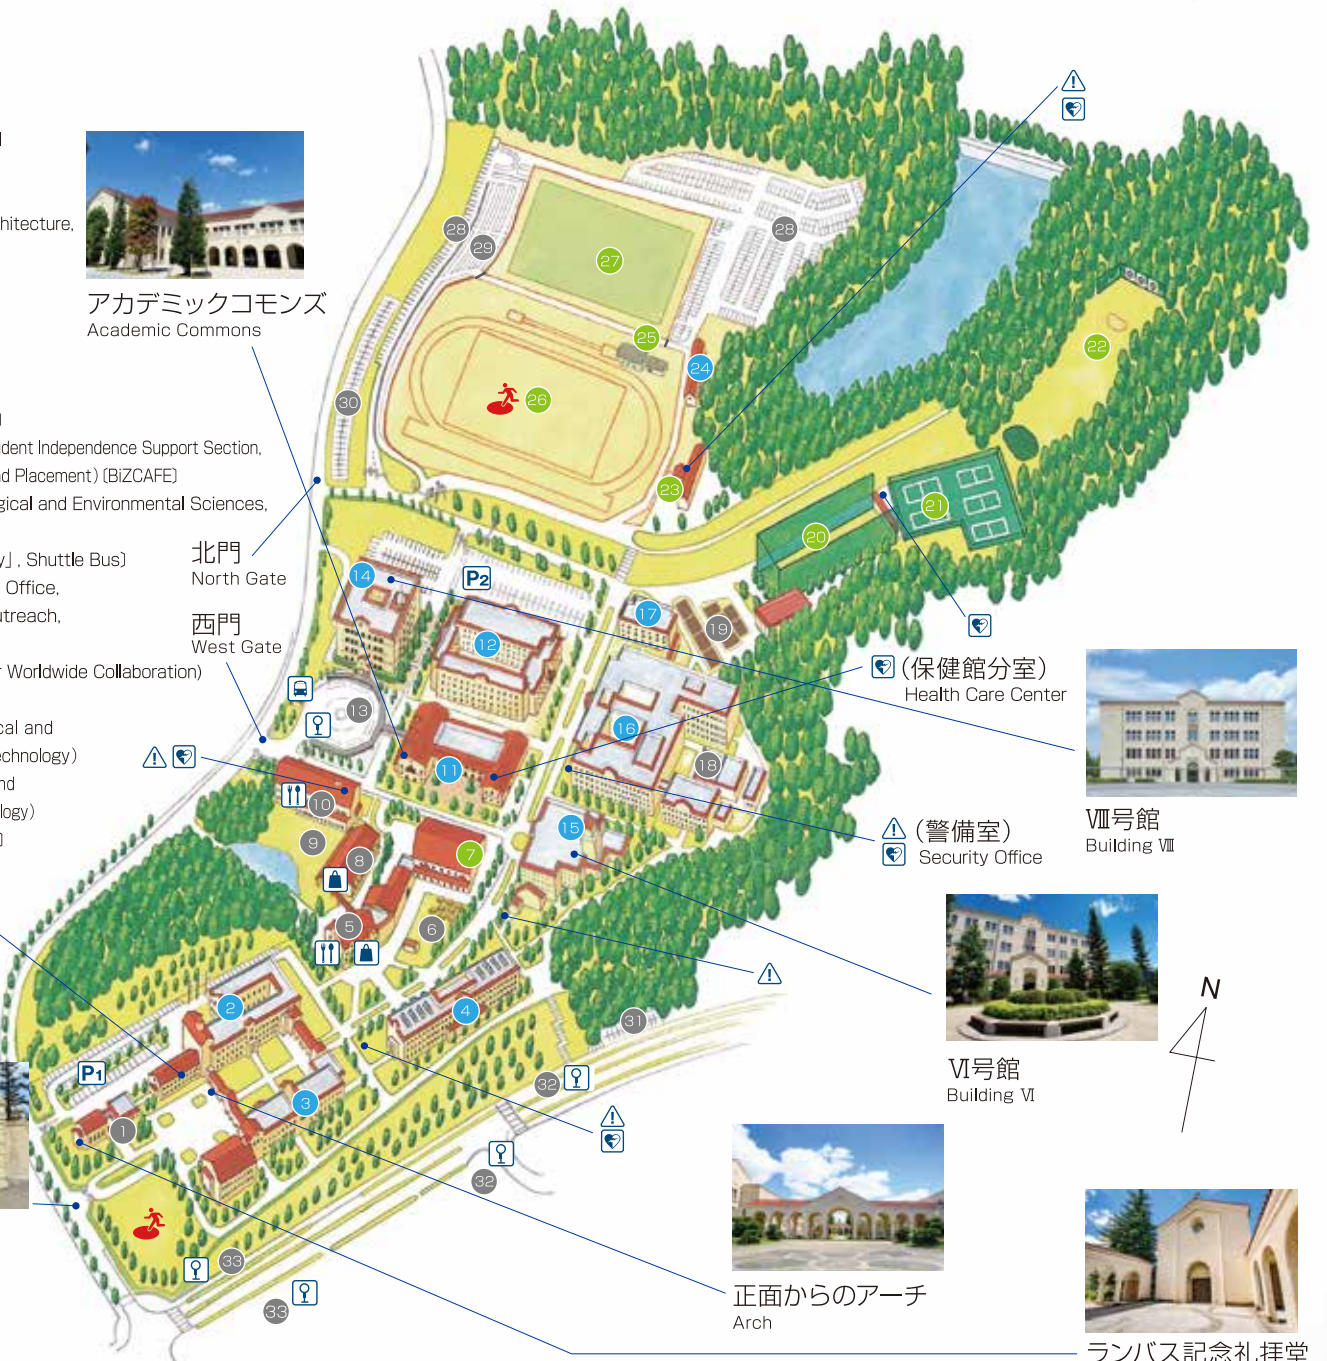 hitecture,
アカデミックコモンズ
Academic Commons
udent Independence Support Section,
nd Placement) [BiZCAFE]
gical and Environmental Sciences,
y」, Shuttle Bus]
Office,
utreach,
r Worldwide Collaboration)
cal and
echnology)
nd
logy)
北門
North Gate
西門
West Gate
28
29
27
28
25
24
22
26
30
23
21
20
14
P2
17
19
12
13
16
18
11
10
15
9
8
7
5
6
2
4
31
P1
32
3
1
32
33
33
(保健館分室)
Health Care Center
(警備室)
Security Office
Ⅷ号館
Building Ⅷ
Ⅵ号館
Building Ⅵ
N
正面からのアーチ
Arch
ランバス記念礼拝堂